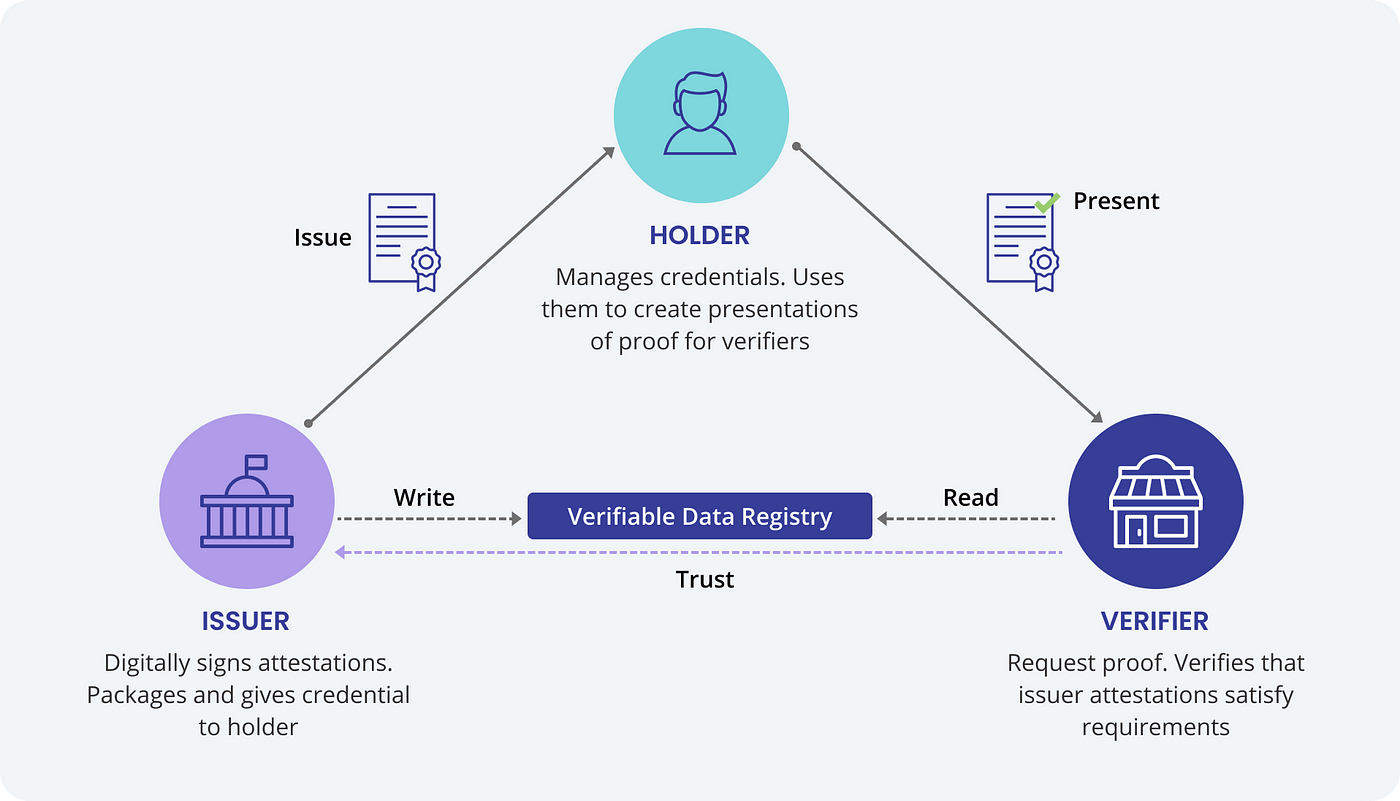 Issue
Present
HOLDER
Manages credentials. Uses
them to create presentations
of proof for verifiers
Write
Verifiable Data Registry
Read
Trust
ISSUER
Digitally signs attestations.
Packages and gives credential
to holder
VERIFIER
Request proof. Verifies that
issuer attestations satisfy
requirements